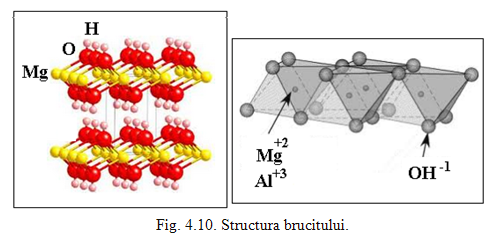 H
O
Mg
Mg+2
Al+3
OH-1
Fig. 4.10. Structura brucitului.